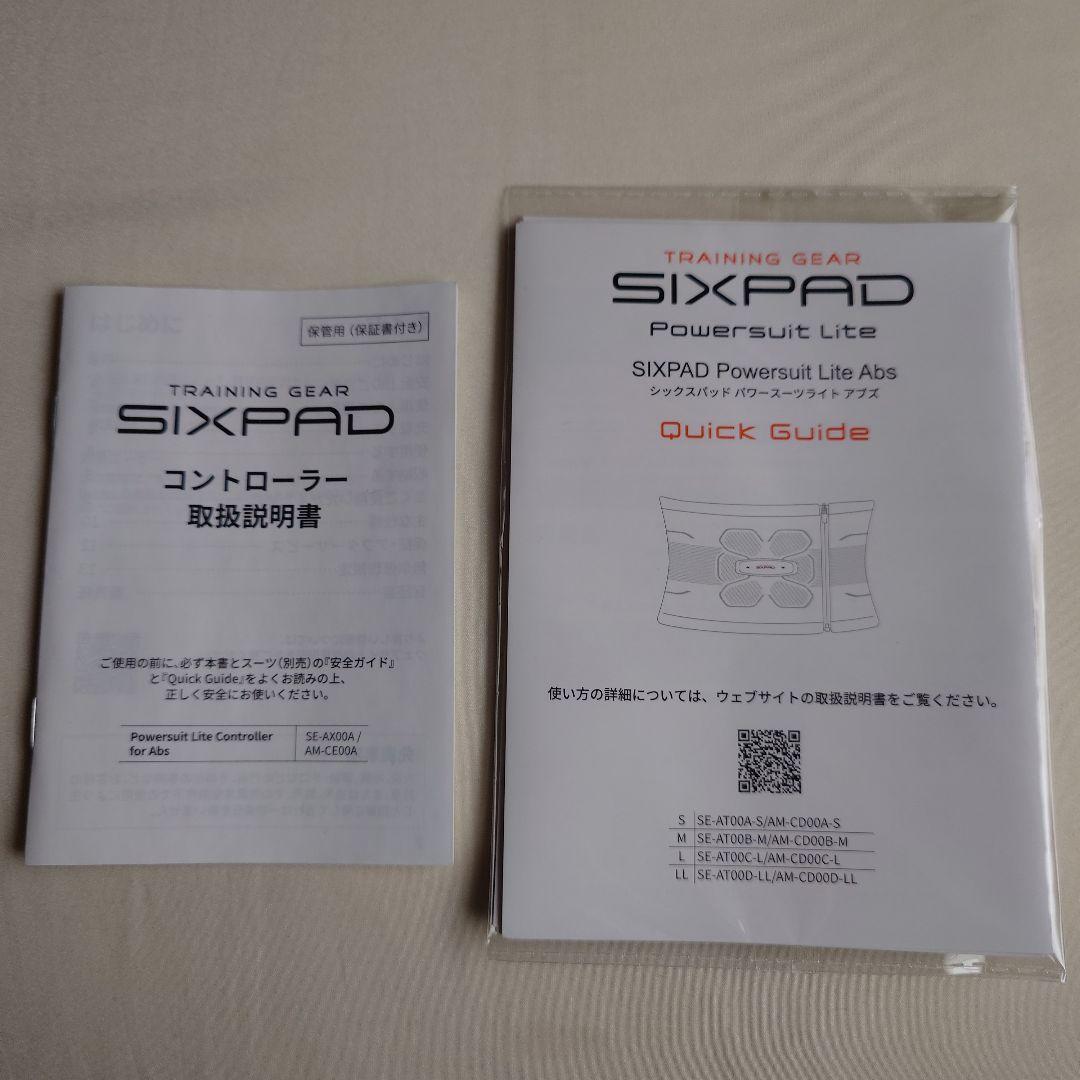 保管用（保証書付き）
TRAINING GEAR
SIXPAD
コントローラー
取扱説明書
ご使用の前に、必ず本書とスーツ（別売）の『安全ガイド』
と『Quick Guide』をよくお読みの上、
正しく安全にお使いください。
Powersuit Lite Controller
for Abs
SE-AX00A /
AM-CE00A
TRAINING GEAR
SIXPAD
Powersuit Lite
SIXPAD Powersuit Lite Abs
シックスパッド パワースーツライト アブズ
Quick Guide
SIXPAD
使い方の詳細については、ウェブサイトの取扱説明書をご覧ください。
S SE-AT00A-S/AM-CD00A-S
M SE-AT00B-M/AM-CD00B-M
L SE-AT00C-L/AM-CD00C-L
LL SE-AT00D-LL/AM-CD00D-LL